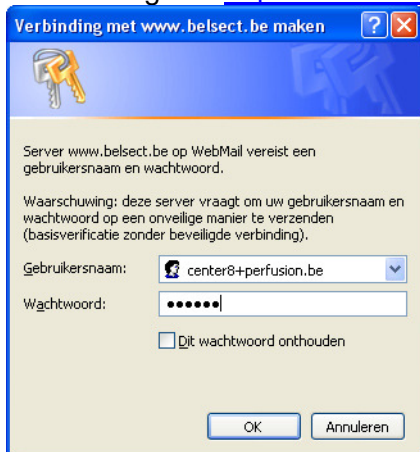 Verbinding met www.belsect.be maken
Server www.belsect.be op WebMail vereist een
gebruikersnaam en wachtwoord.
Waarschuwing: deze server vraagt om uw gebruikersnaam en
wachtwoord op een onveilige manier te verzenden
(basisverificatie zonder beveiligde verbinding).
Gebruikersnaam: center8+perfusion.be
Wachtwoord: ●●●●●●
Dit wachtwoord onthouden
OK Annuleren